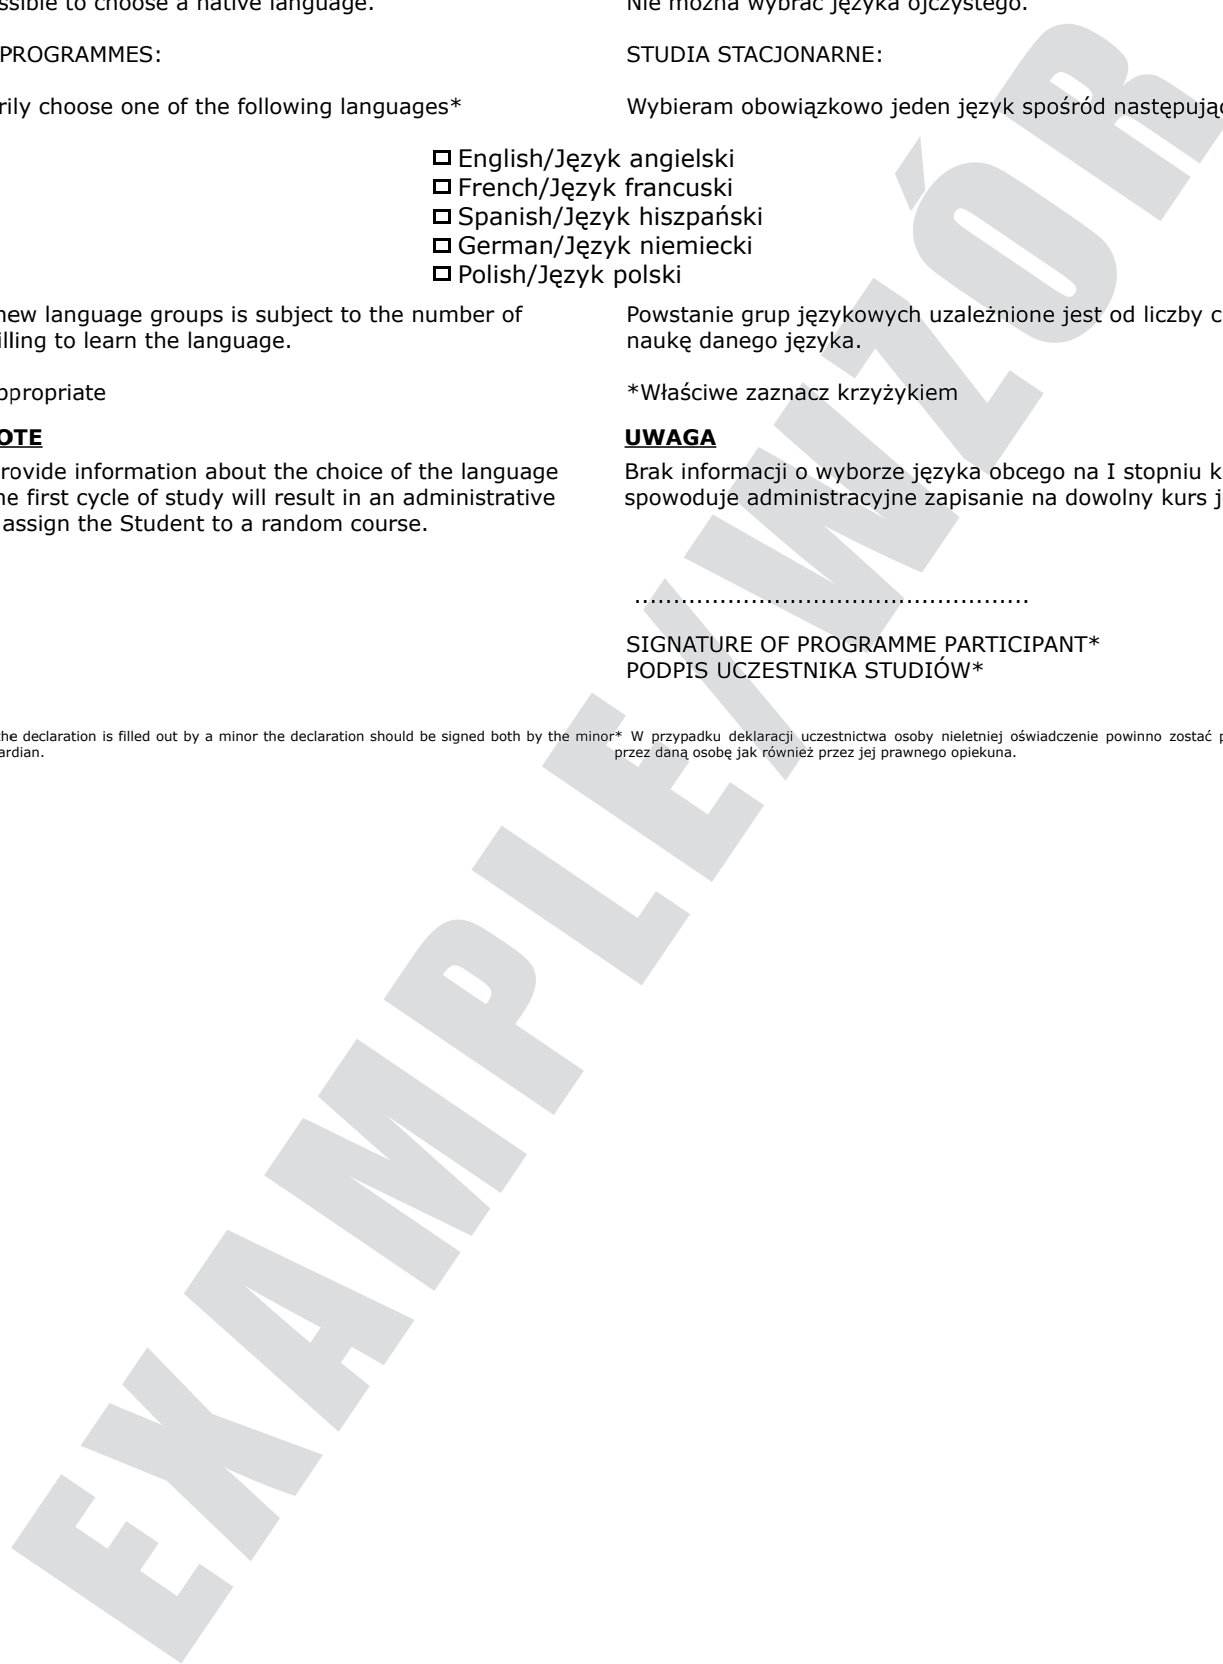 ssible to choose a native language.
PROGRAMMES:
rily choose one of the following languages*
Nie można wybrać języka ojczystego.
STUDIA STACJONARNE:
Wybieram obowiązkowo jeden język spośród następując
English/Język angielski
French/Język francuski
Spanish/Język hiszpański
German/Język niemiecki
Polish/Język polski
new language groups is subject to the number of
illing to learn the language.
ppropriate
OTE
rovide information about the choice of the language
he first cycle of study will result in an administrative
assign the Student to a random course.
Powstanie grup językowych uzależnione jest od liczby c
naukę danego języka.
*Właściwe zaznacz krzyżykiem
UWAGA
Brak informacji o wyborze języka obcego na I stopniu k
spowoduje administracyjne zapisanie na dowolny kurs j
...................................................
SIGNATURE OF PROGRAMME PARTICIPANT*
PODPIS UCZESTNIKA STUDIÓW*
the declaration is filled out by a minor the declaration should be signed both by the minor
ardian.
* W przypadku deklaracji uczestnictwa osoby nieletniej oświadczenie powinno zostać p
przez daną osobę jak również przez jej prawnego opiekuna.
EXAMPLE/WZÓR